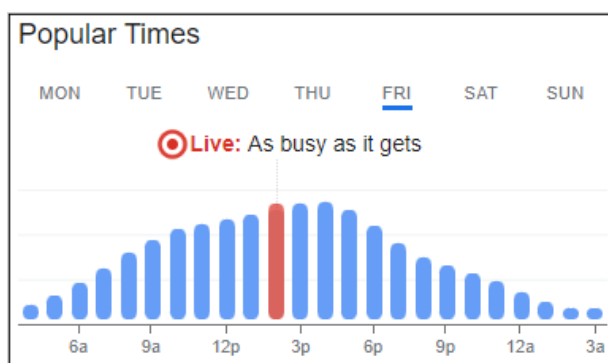 Popular Times
MON TUE WED THU FRI SAT SUN
Live: As busy as it gets
6a 9a 12p 3p 6p 9p 12a 3a